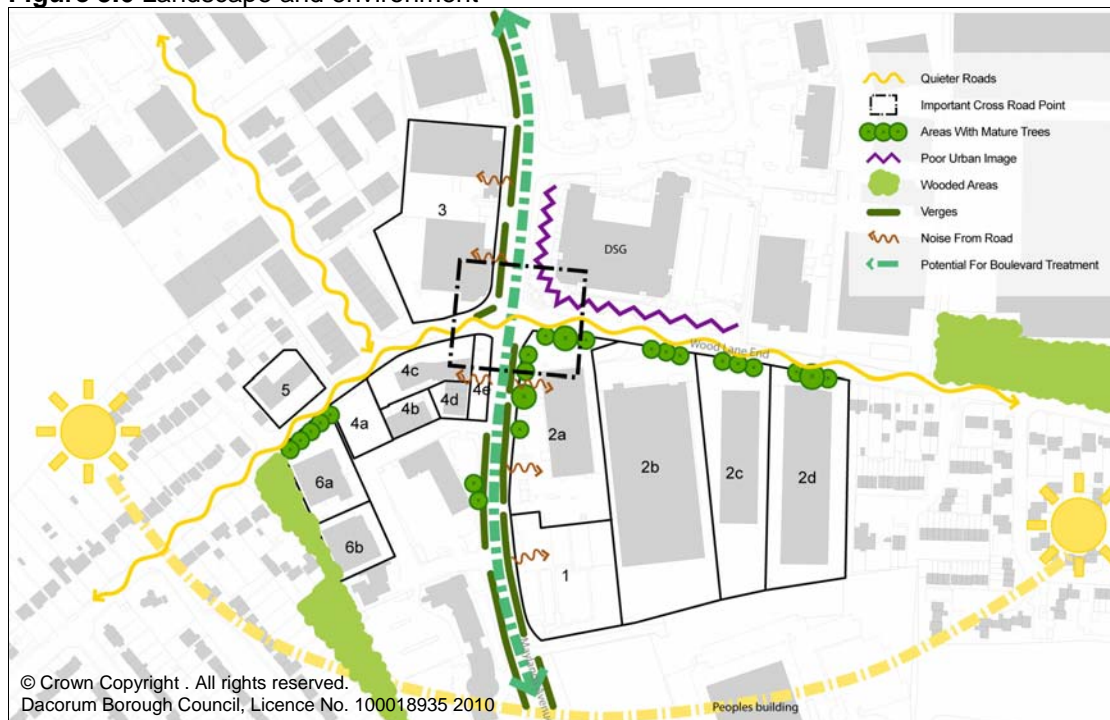 Figure 3.6 Landscape and environment
Quieter Roads
Important Cross Road Point
Areas With Mature Trees
Poor Urban Image
Wooded Areas
Verges
Noise From Road
Potential For Boulevard Treatment
3
DSG
Wood Lane End
5
4c
4e
4d
4b
4a
2a
2b
2c
2d
6a
6b
1
Peoples building
© Crown Copyright . All rights reserved.
Dacorum Borough Council, Licence No. 100018935 2010